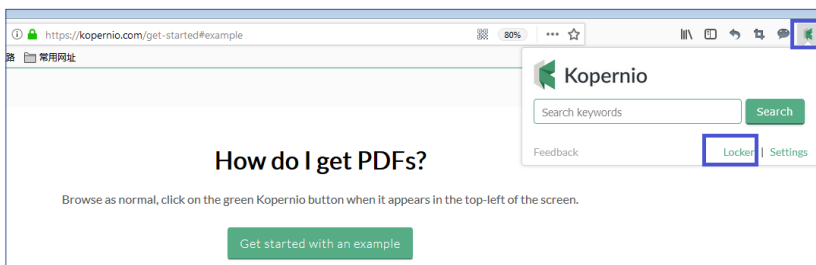 https://kopernio.com/get-started#example
80%
路 常用网址
Kopernio
Search keywords
Search
Feedback
Locker | Settings
How do I get PDFs?
Browse as normal, click on the green Kopernio button when it appears in the top-left of the screen.
Get started with an example